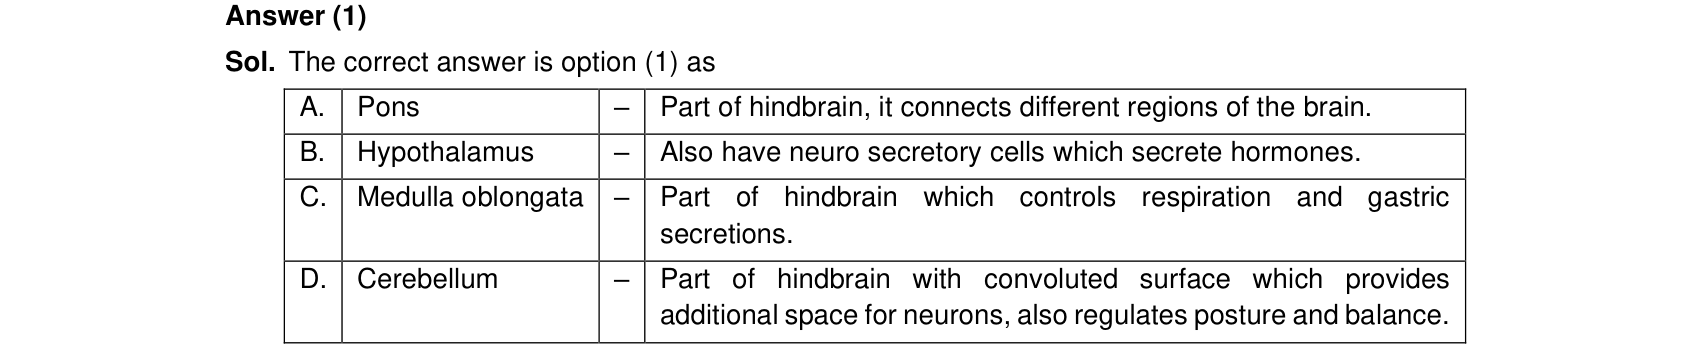 Answer (1)
Sol. The correct answer is option (1) as
A. Pons – Part of hindbrain, it connects different regions of the brain.
B. Hypothalamus – Also have neuro secretory cells which secrete hormones.
C. Medulla oblongata – Part of hindbrain which controls respiration and gastric
secretions.
D. Cerebellum – Part of hindbrain with convoluted surface which provides
additional space for neurons, also regulates posture and balance.